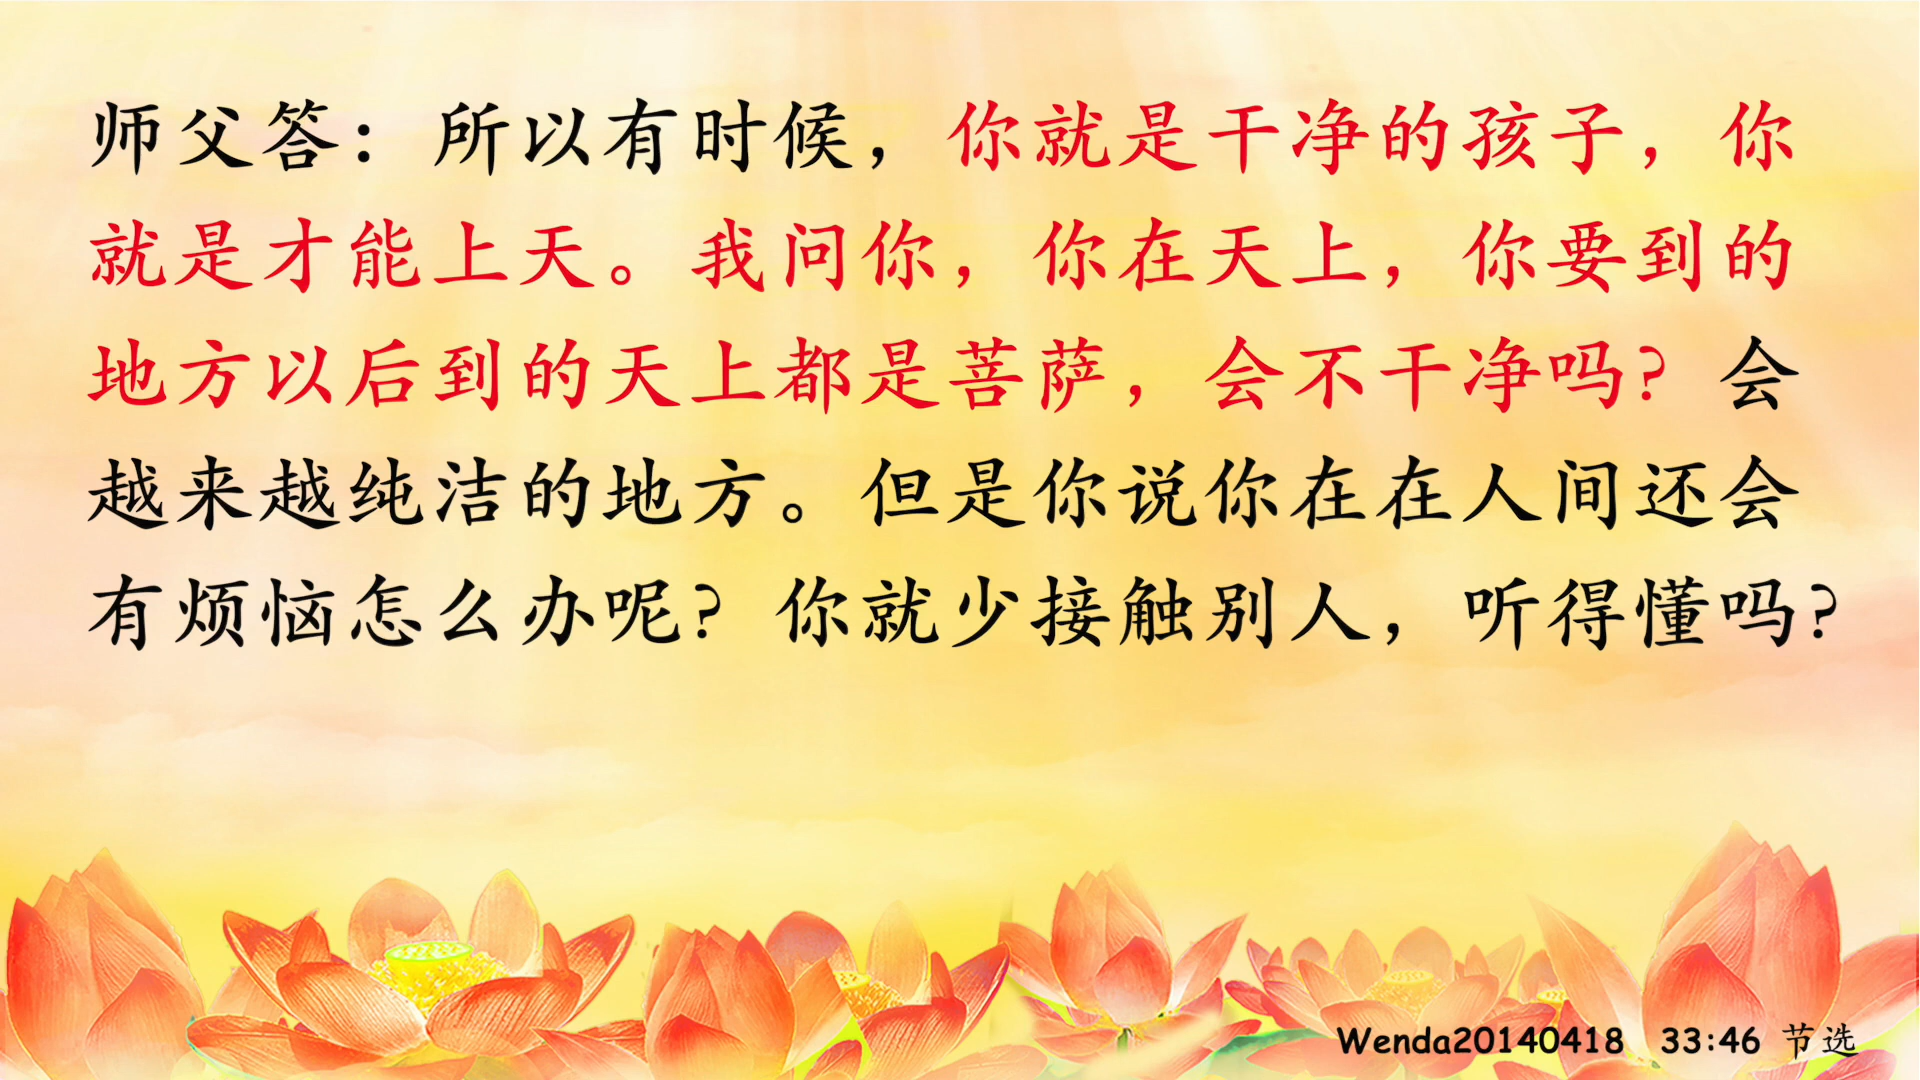 师父答：所以有时候，你就是干净的孩子，你
就是才能上天。我问你，你在天上，你要到的
地方以后到的天上都是菩萨，会不干净吗？会
越来越纯洁的地方。但是你说你在在人间还会
有烦恼怎么办呢？你就少接触别人，听得懂吗？
Wenda20140418 33:46 节选